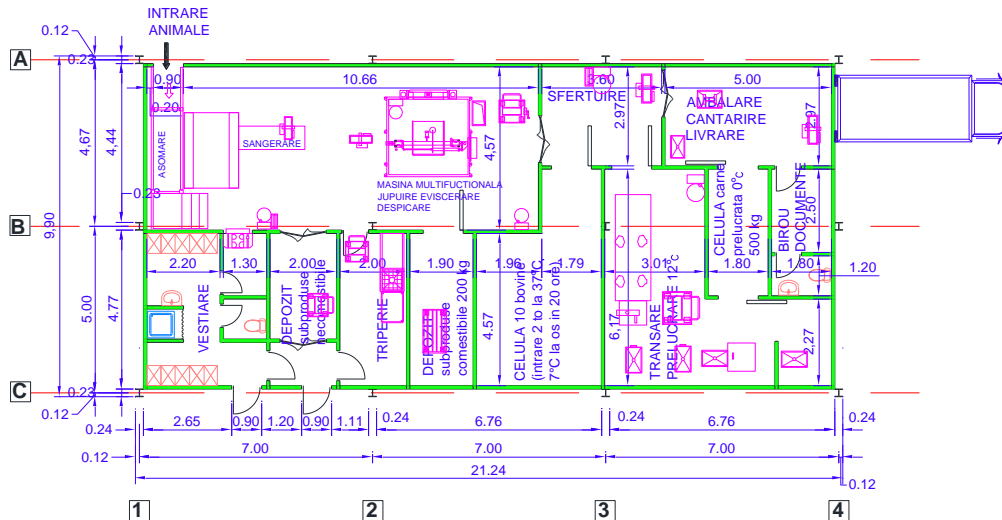 INTRARE
ANIMALE
0.12
0.23
A
0.90
10.66
3.60
5.00
0.20
SFERTUIRE
AMBALARE
CANTARIRE
LIVRARE
2.97
2.97
4,67
4,44
ASOMARE
SANGERARE
4,57
MASINA MULTIFUCTIONALA
JUPUIRE EVISCERARE
DESPICARE
0.23
9.90
B
CELULA carne
prelucrata 0°c
500 kg
BIROU
DOCUMENTE
2.50
2.20
1.30
2.00
2.00
1.90
1.96
1.79
3.01
1.80
1.80
1.20
5.00
4.77
VESTIARE
DEPOZIT
subproduse
necomestibile
TRIPERIE
DEPOZIT
subproduse
comestibile 200 kg
4.57
CELULA 10 bovine
(intrare 2 to la 37°C,
7°C la os in 20 ore)
6,17
TRANSARE
PRELUCRARE 12°c
2,27
C
0.23
0.12
0.24
2.65
0.90
1.20
0.90
1.11
0.24
6.76
0.24
6.76
0.24
0.12
7.00
7.00
7.00
21.24
0.12
1
2
3
4